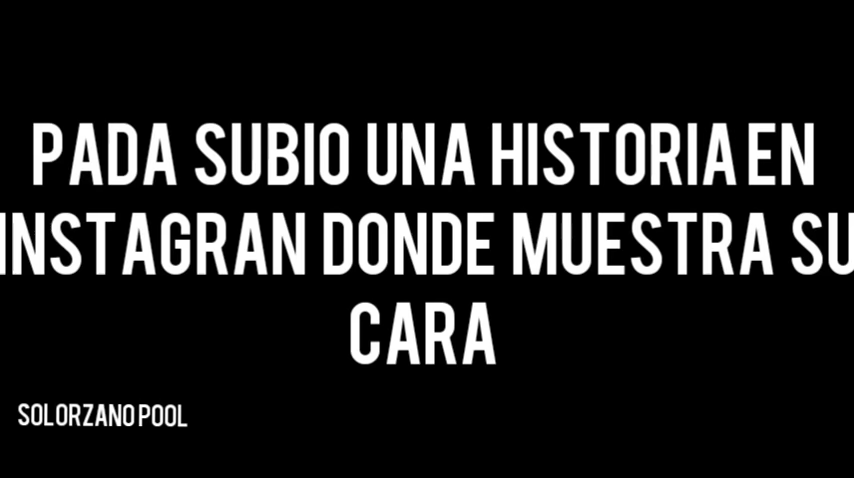 PADA SUBIO UNA HISTORIA EN
INSTAGRAN DONDE MUESTRA SU
CARA
SOLORZANO POOL